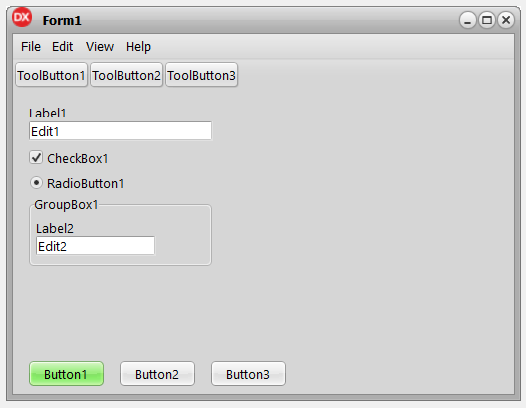 DX Form1
File Edit View Help
ToolButton1 ToolButton2 ToolButton3
Label1
Edit1
CheckBox1
RadioButton1
GroupBox1
Label2
Edit2
Button1 Button2 Button3